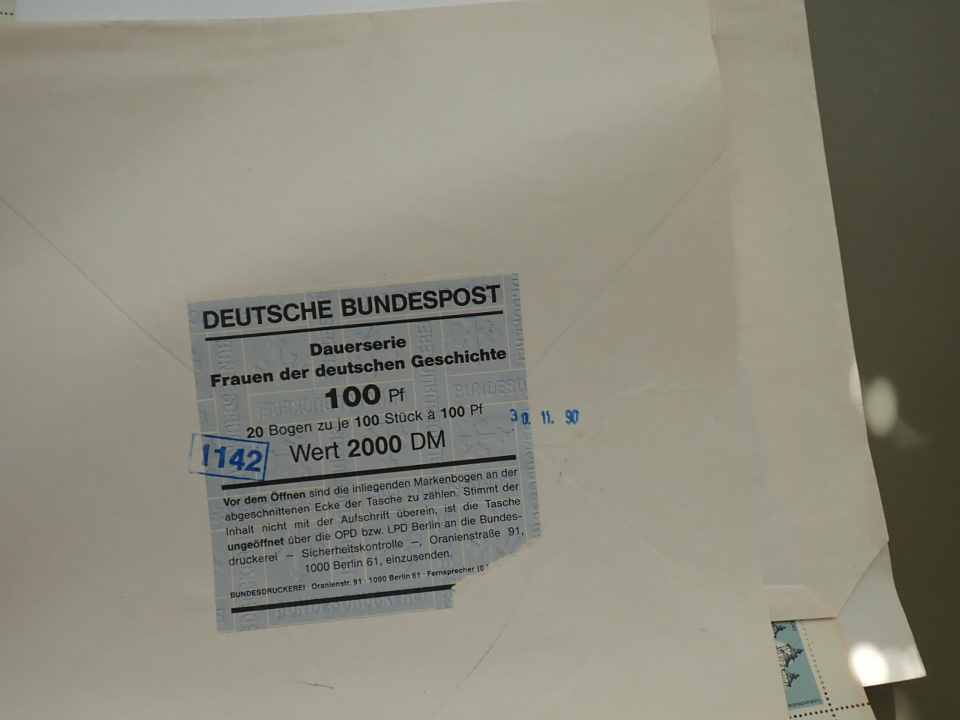 DEUTSCHE BUNDESPOST
Dauerserie
Frauen der deutschen Geschichte
100 Pf
20 Bogen zu je 100 Stück à 100 Pf
30. 11. 90
Wert 2000 DM
1142
Vor dem Öffnen sind die inliegenden Markenbogen an der
abgeschnittenen Ecke der Tasche zu zählen. Stimmt der
Inhalt nicht mit der Aufschrift überein, ist die Tasche
ungeöffnet über die OPD bzw. LPD Berlin an die Bundes-
druckerei – Sicherheitskontrolle –, Oranienstraße 91,
1000 Berlin 61, einzusenden.
BUNDESDRUCKEREI · Oranienstr. 91 · 1000 Berlin 61 · Fernsprecher (0